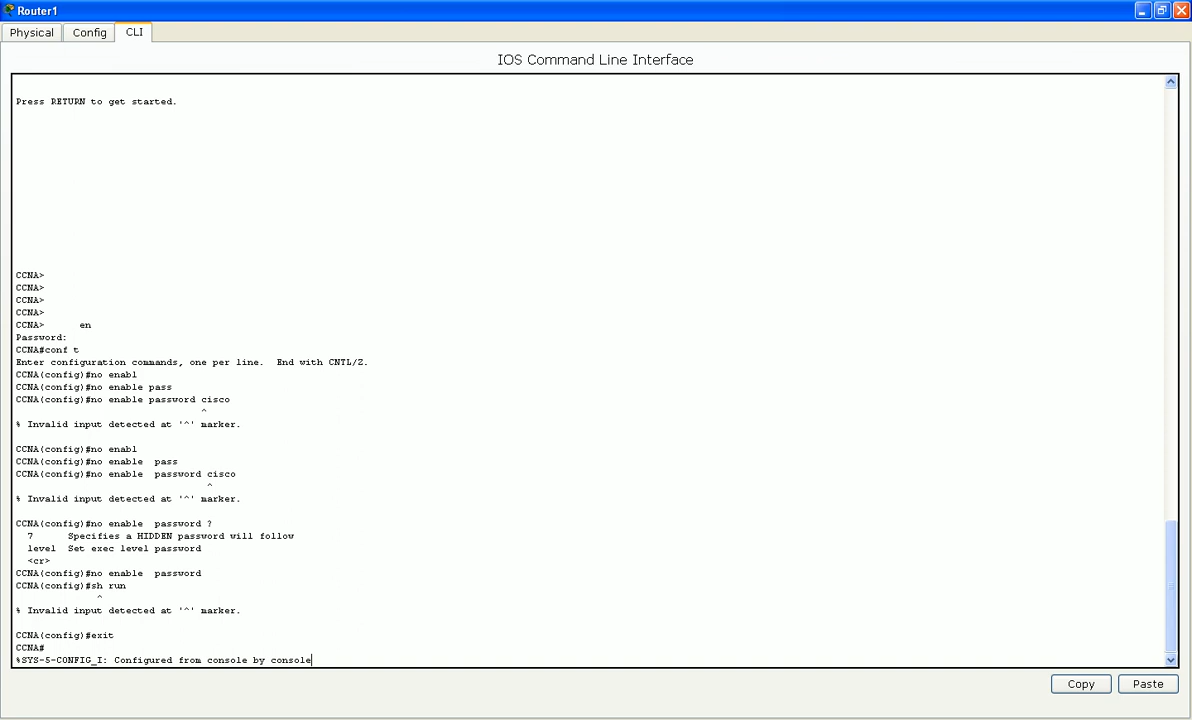 Router1
Physical Config CLI
IOS Command Line Interface
Press RETURN to get started.
CCNA>
CCNA>
CCNA>
CCNA>
CCNA>      en
Password:
CCNA#conf t
Enter configuration commands, one per line.  End with CNTL/Z.
CCNA(config)#no enabl
CCNA(config)#no enable pass
CCNA(config)#no enable password cisco
^
% Invalid input detected at '^' marker.
CCNA(config)#no enabl
CCNA(config)#no enable  pass
CCNA(config)#no enable  password cisco
^
% Invalid input detected at '^' marker.
CCNA(config)#no enable  password ?
7      Specifies a HIDDEN password will follow
level  Set exec level password
<cr>
CCNA(config)#no enable  password
CCNA(config)#sh run
^
% Invalid input detected at '^' marker.
CCNA(config)#exit
CCNA#
%SYS-5-CONFIG_I: Configured from console by console
Copy Paste